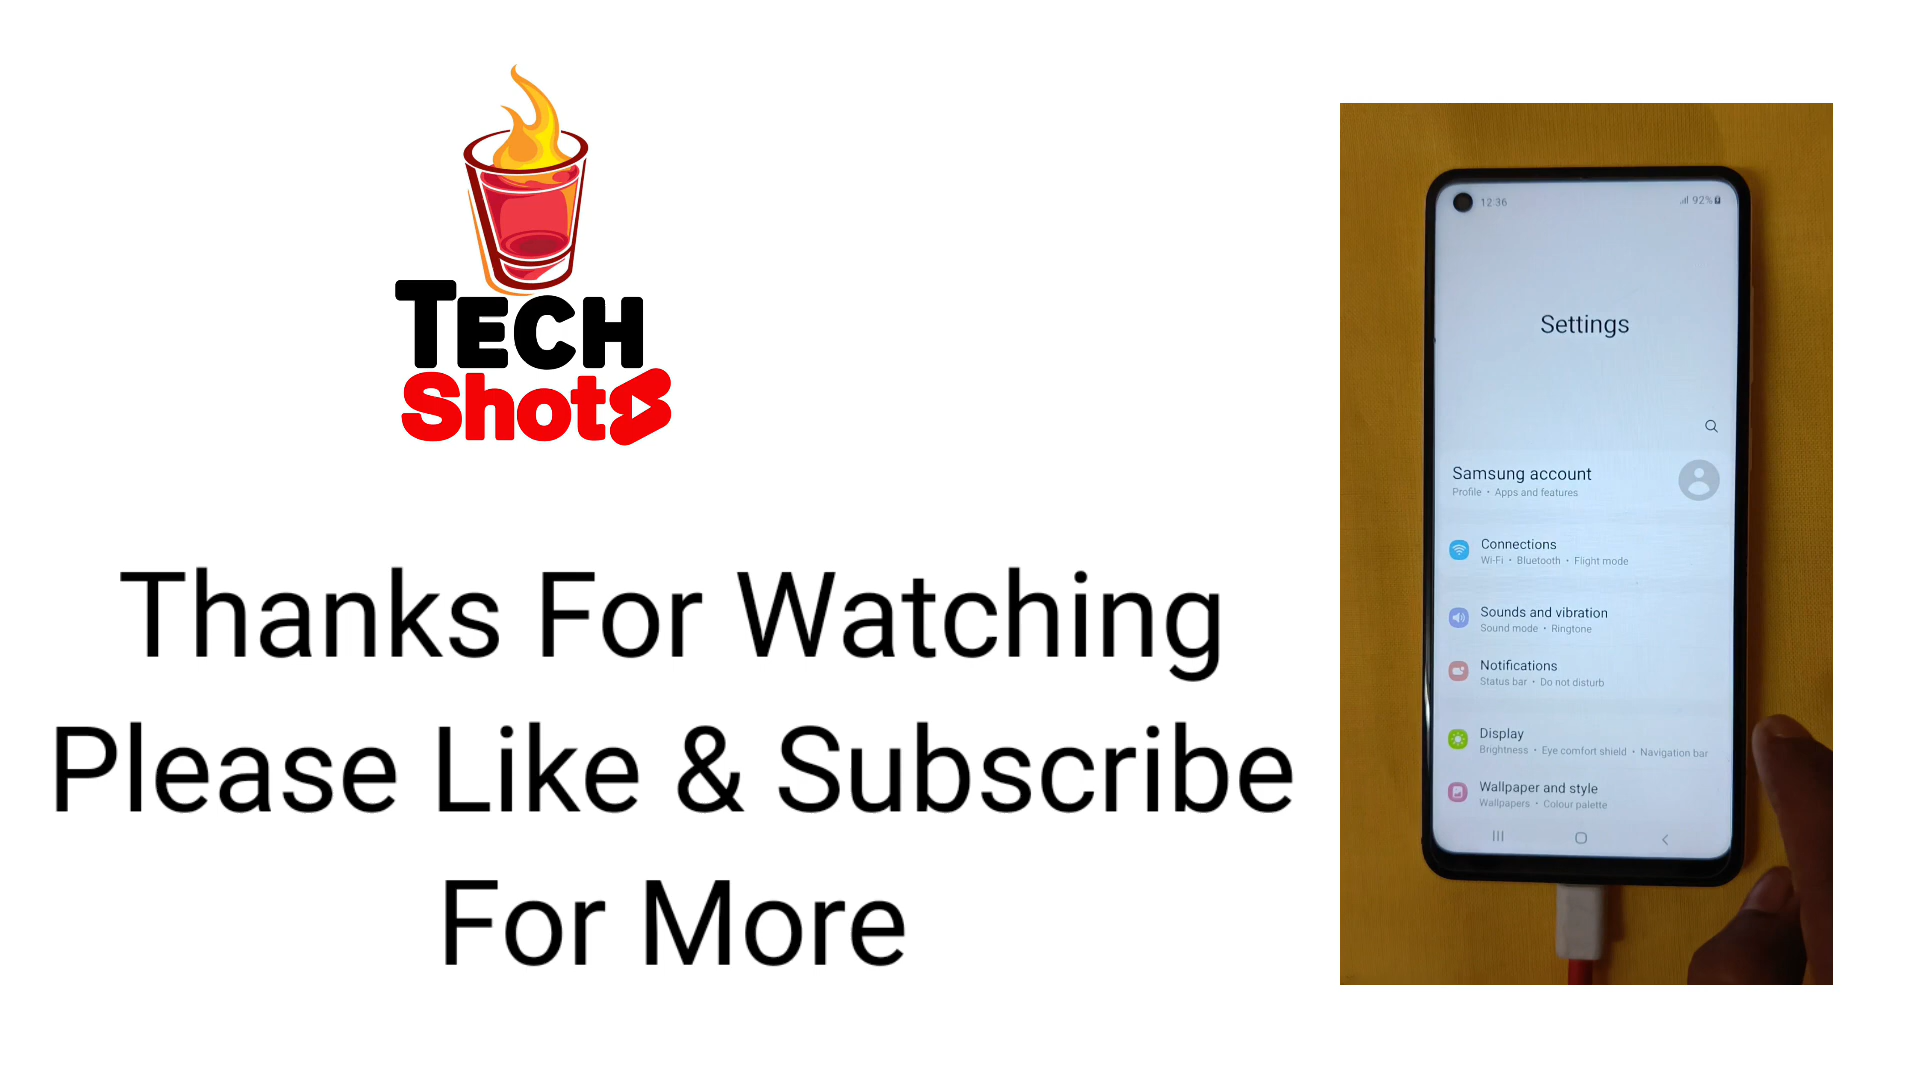 TECH
Shots
Thanks For Watching
Please Like & Subscribe
For More
12:36
92%
Settings
Samsung account
Profile • Apps and features
Connections
Wi-Fi • Bluetooth • Flight mode
Sounds and vibration
Sound mode • Ringtone
Notifications
Status bar • Do not disturb
Display
Brightness • Eye comfort shield • Navigation bar
Wallpaper and style
Wallpapers • Colour palette